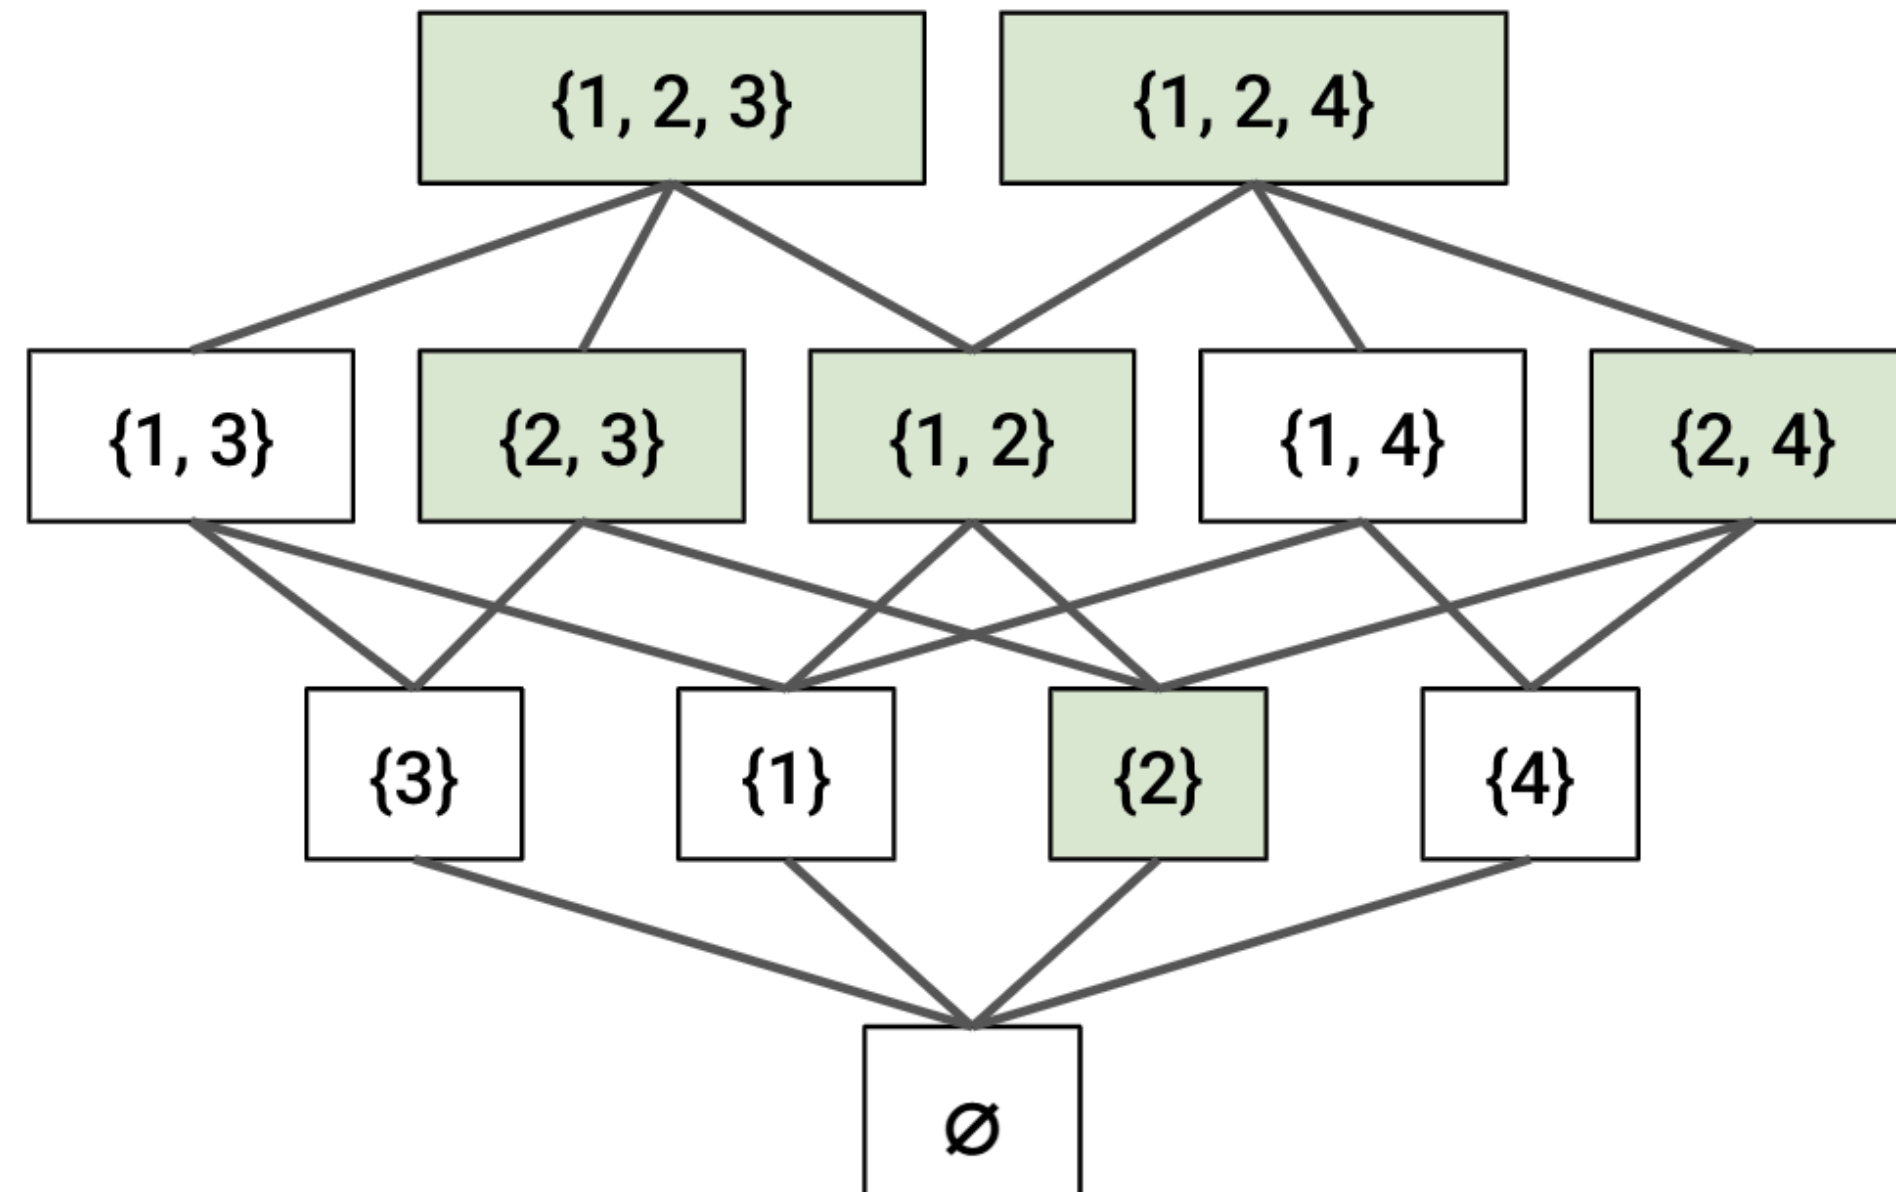 {1, 2, 3} {1, 2, 4}
{1, 3} {2, 3} {1, 2} {1, 4} {2, 4}
{3} {1} {2} {4}
∅